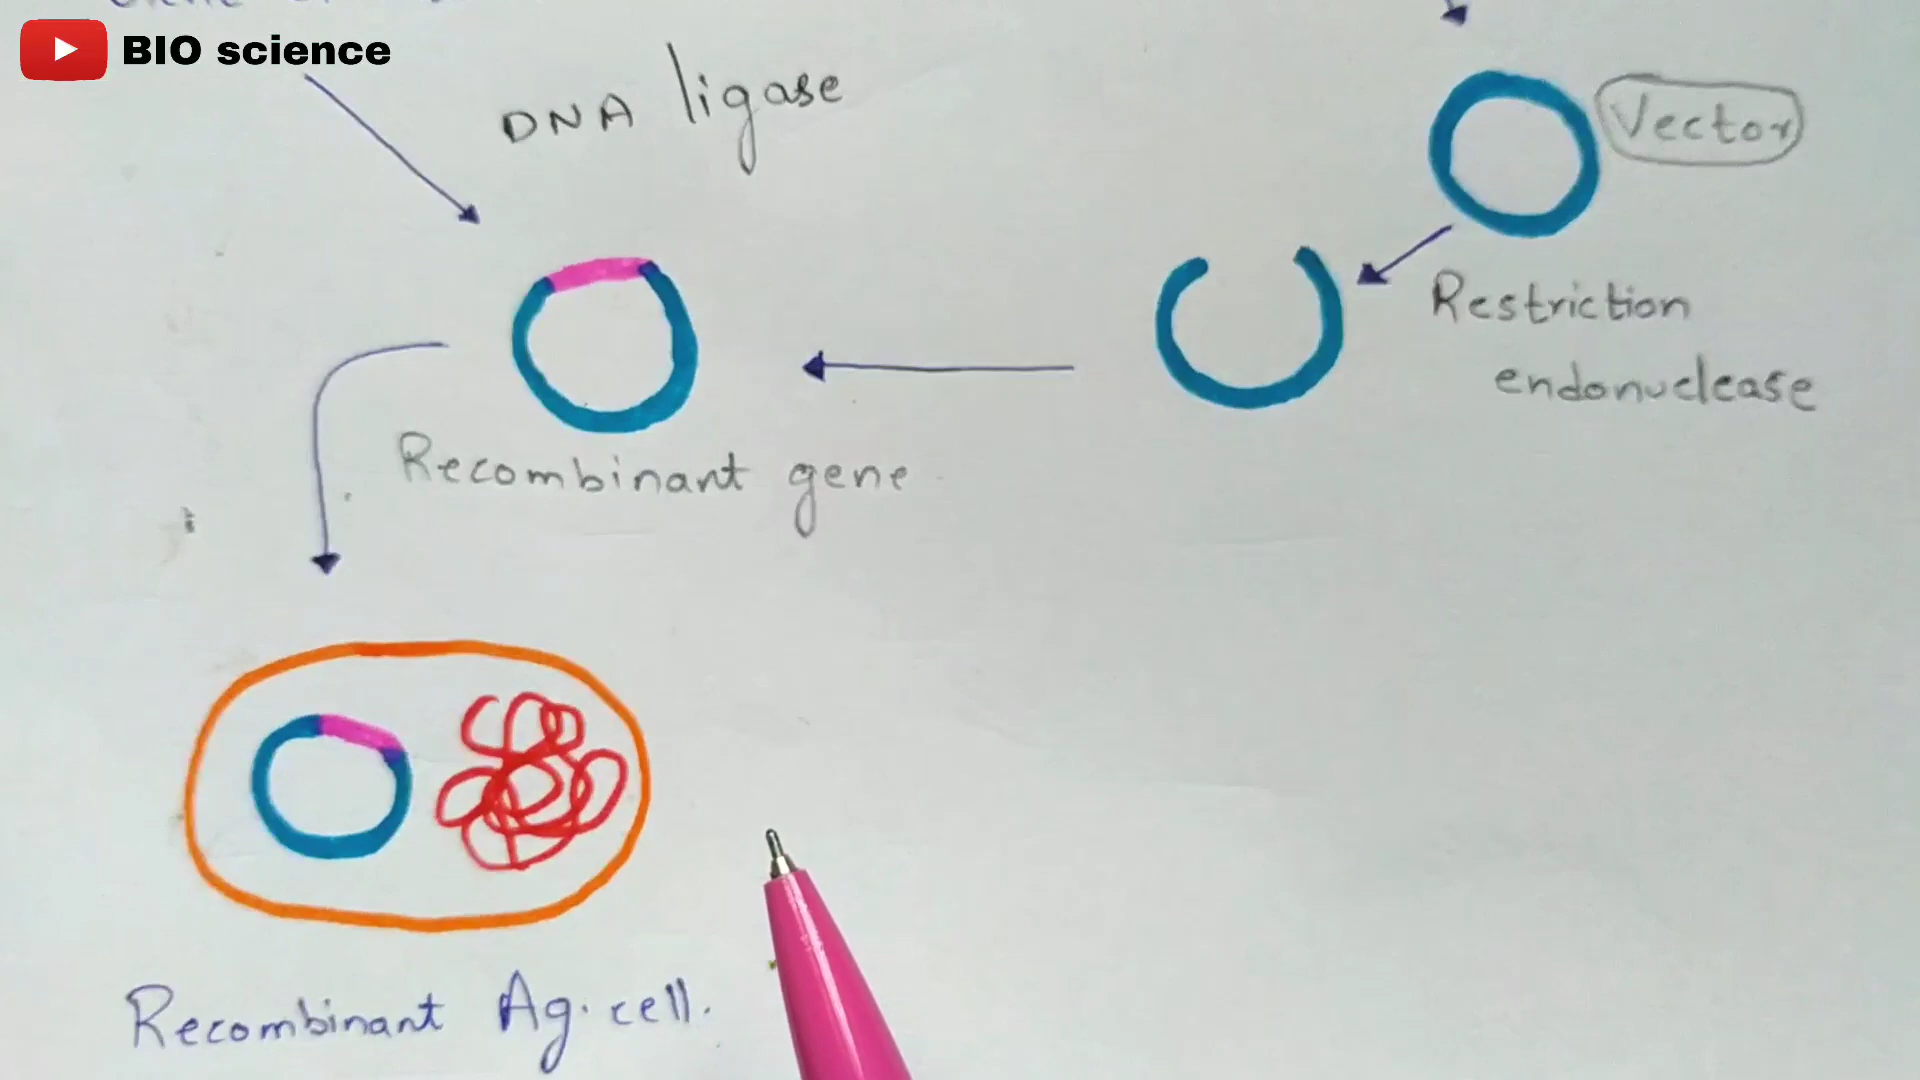 BIO science
DNA ligase
Vector
Restriction
endonuclease
Recombinant gene
Recombinant Ag. cell.